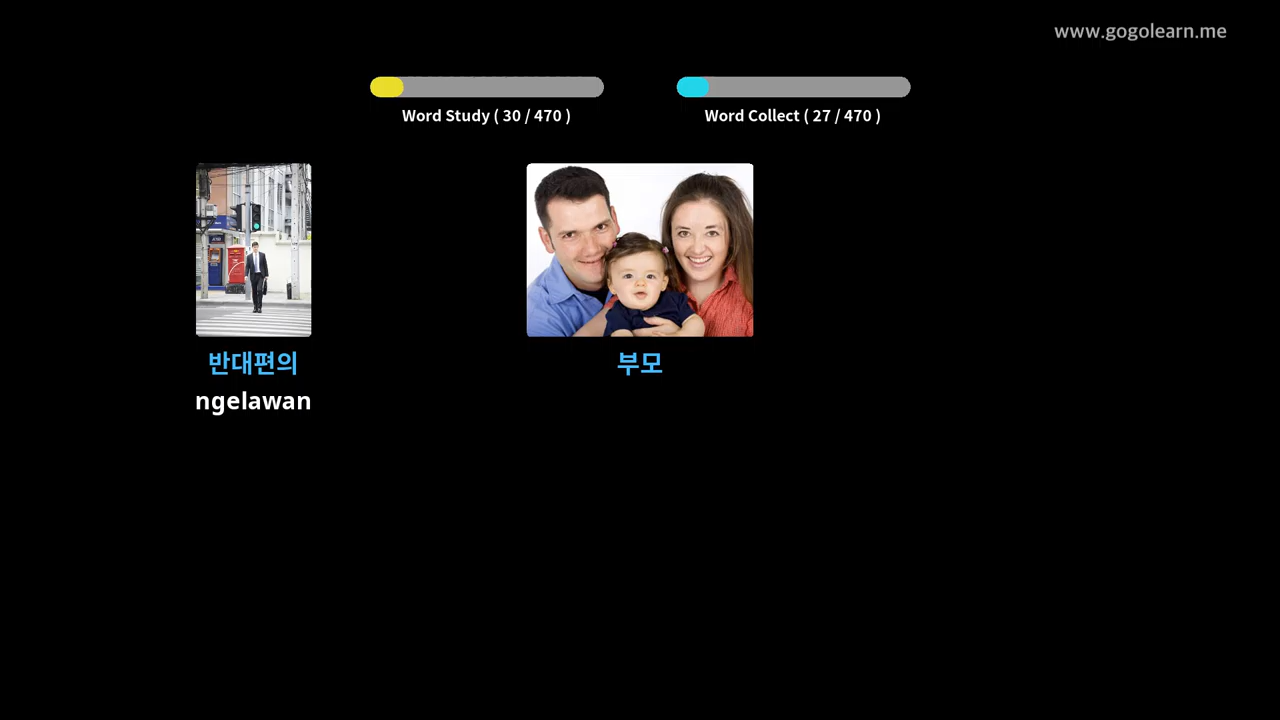 www.gogolearn.me
Word Study ( 30 / 470 )
Word Collect ( 27 / 470 )
반대편의
ngelawan
부모